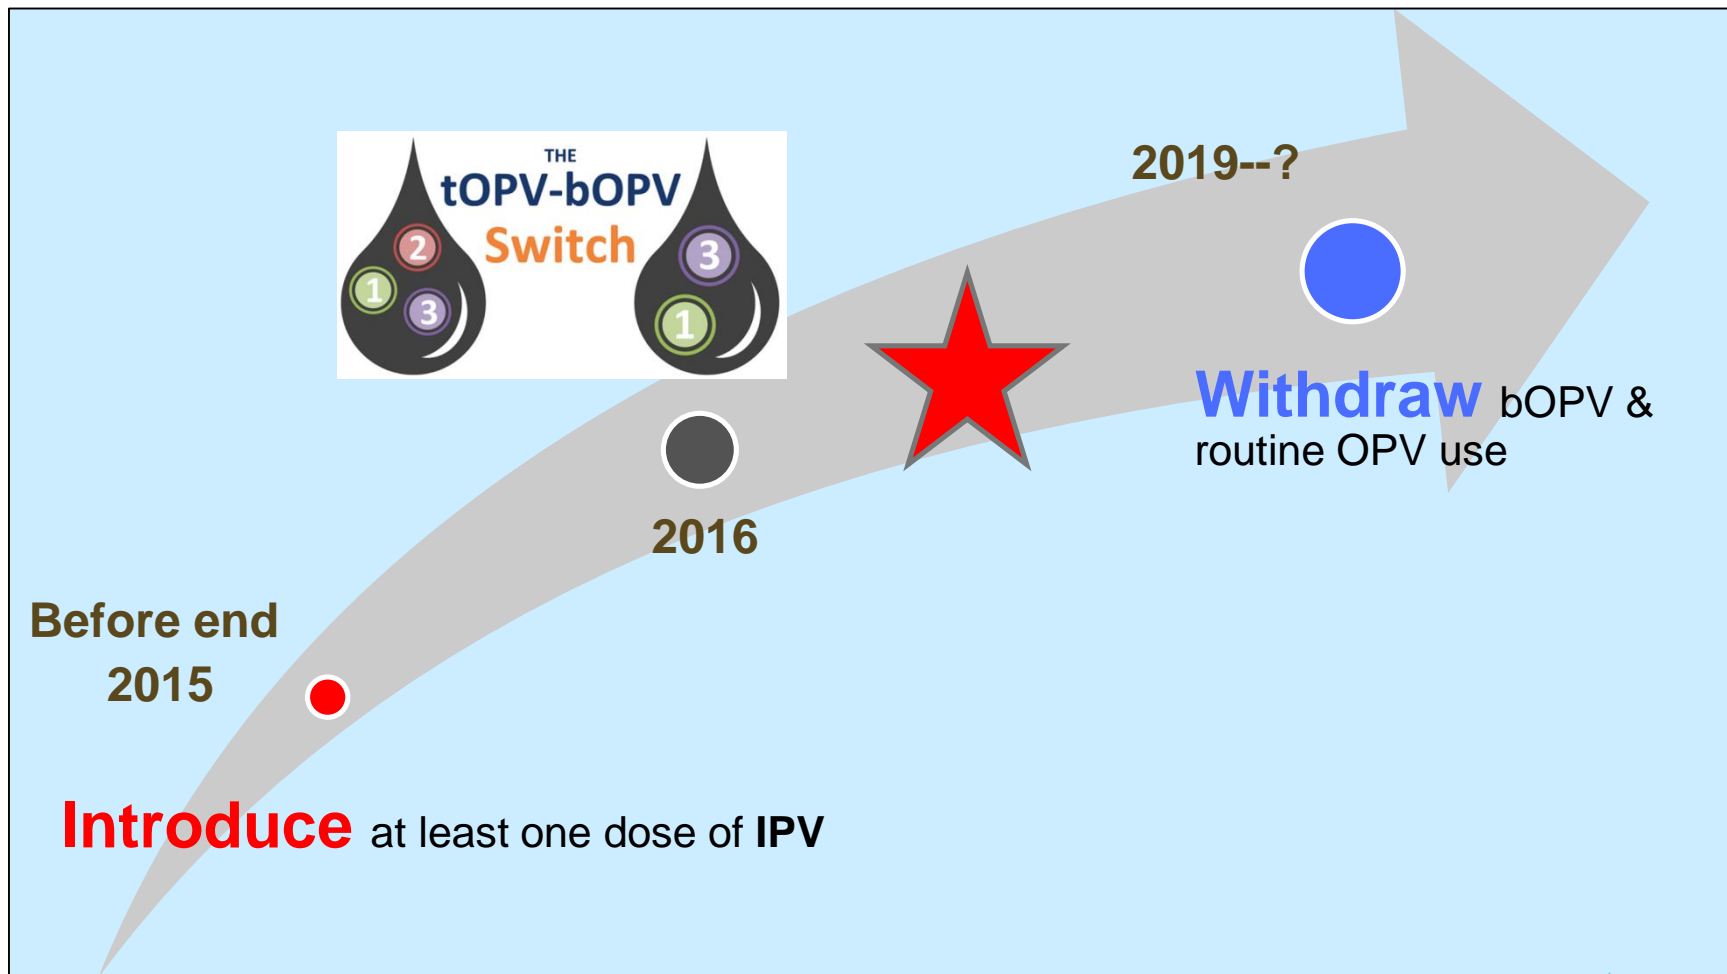 THE
tOPV-bOPV
Switch
2
1
3
3
1
2019--?
Withdraw bOPV &
routine OPV use
2016
Before end
2015
Introduce at least one dose of IPV